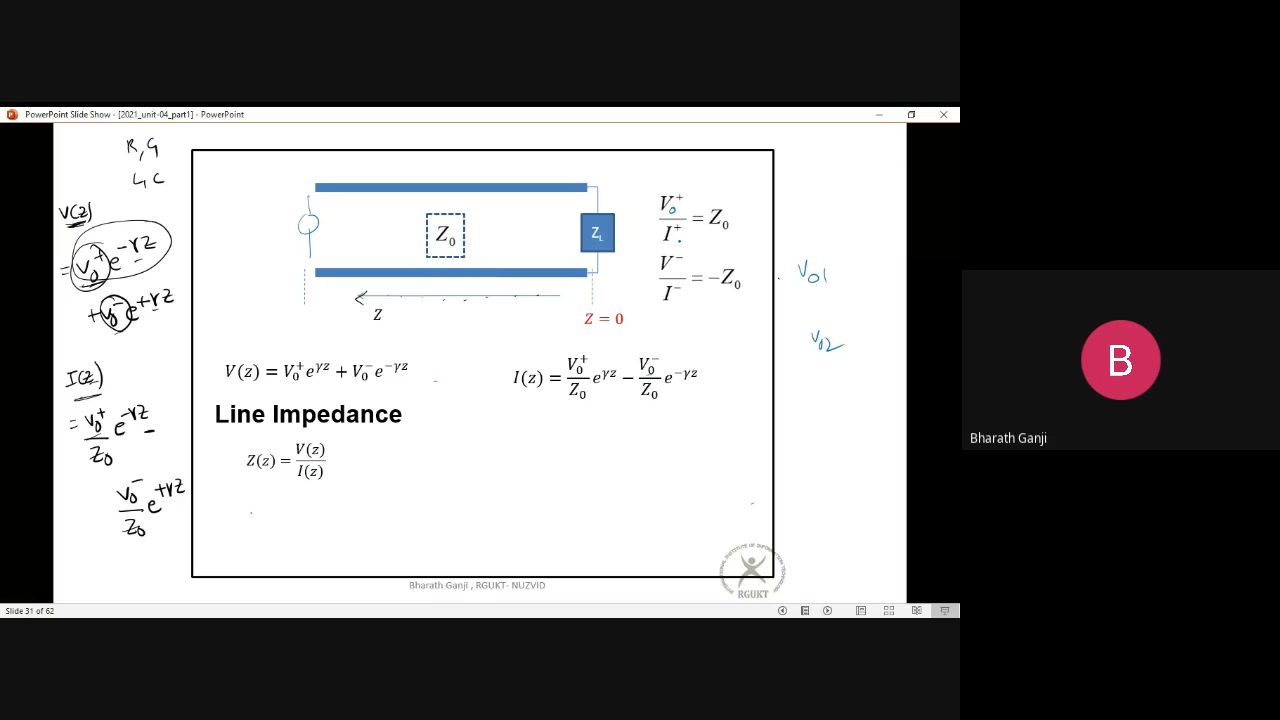 PowerPoint Slide Show - [2021_unit-04_part1] - PowerPoint
R, G
L, C
V(z)
= V₀⁺ e^{-γz}
+ V₀⁻ e^{+γz}
I(z)
= V₀⁺/Z₀ e^{-γz} -
V₀⁻/Z₀ e^{+γz}
Z₀
Z_L
Z
Z = 0
V₀⁺/I⁺ = Z₀
V⁻/I⁻ = -Z₀
V₀₁
V₀₂
V(z) = V₀⁺e^{γz} + V₀⁻e^{-γz}
I(z) = V₀⁺/Z₀ e^{γz} − V₀⁻/Z₀ e^{-γz}
Line Impedance
Z(z) = V(z)/I(z)
RGUKT
Bharath Ganji , RGUKT- NUZVID
Slide 31 of 62
B
Bharath Ganji